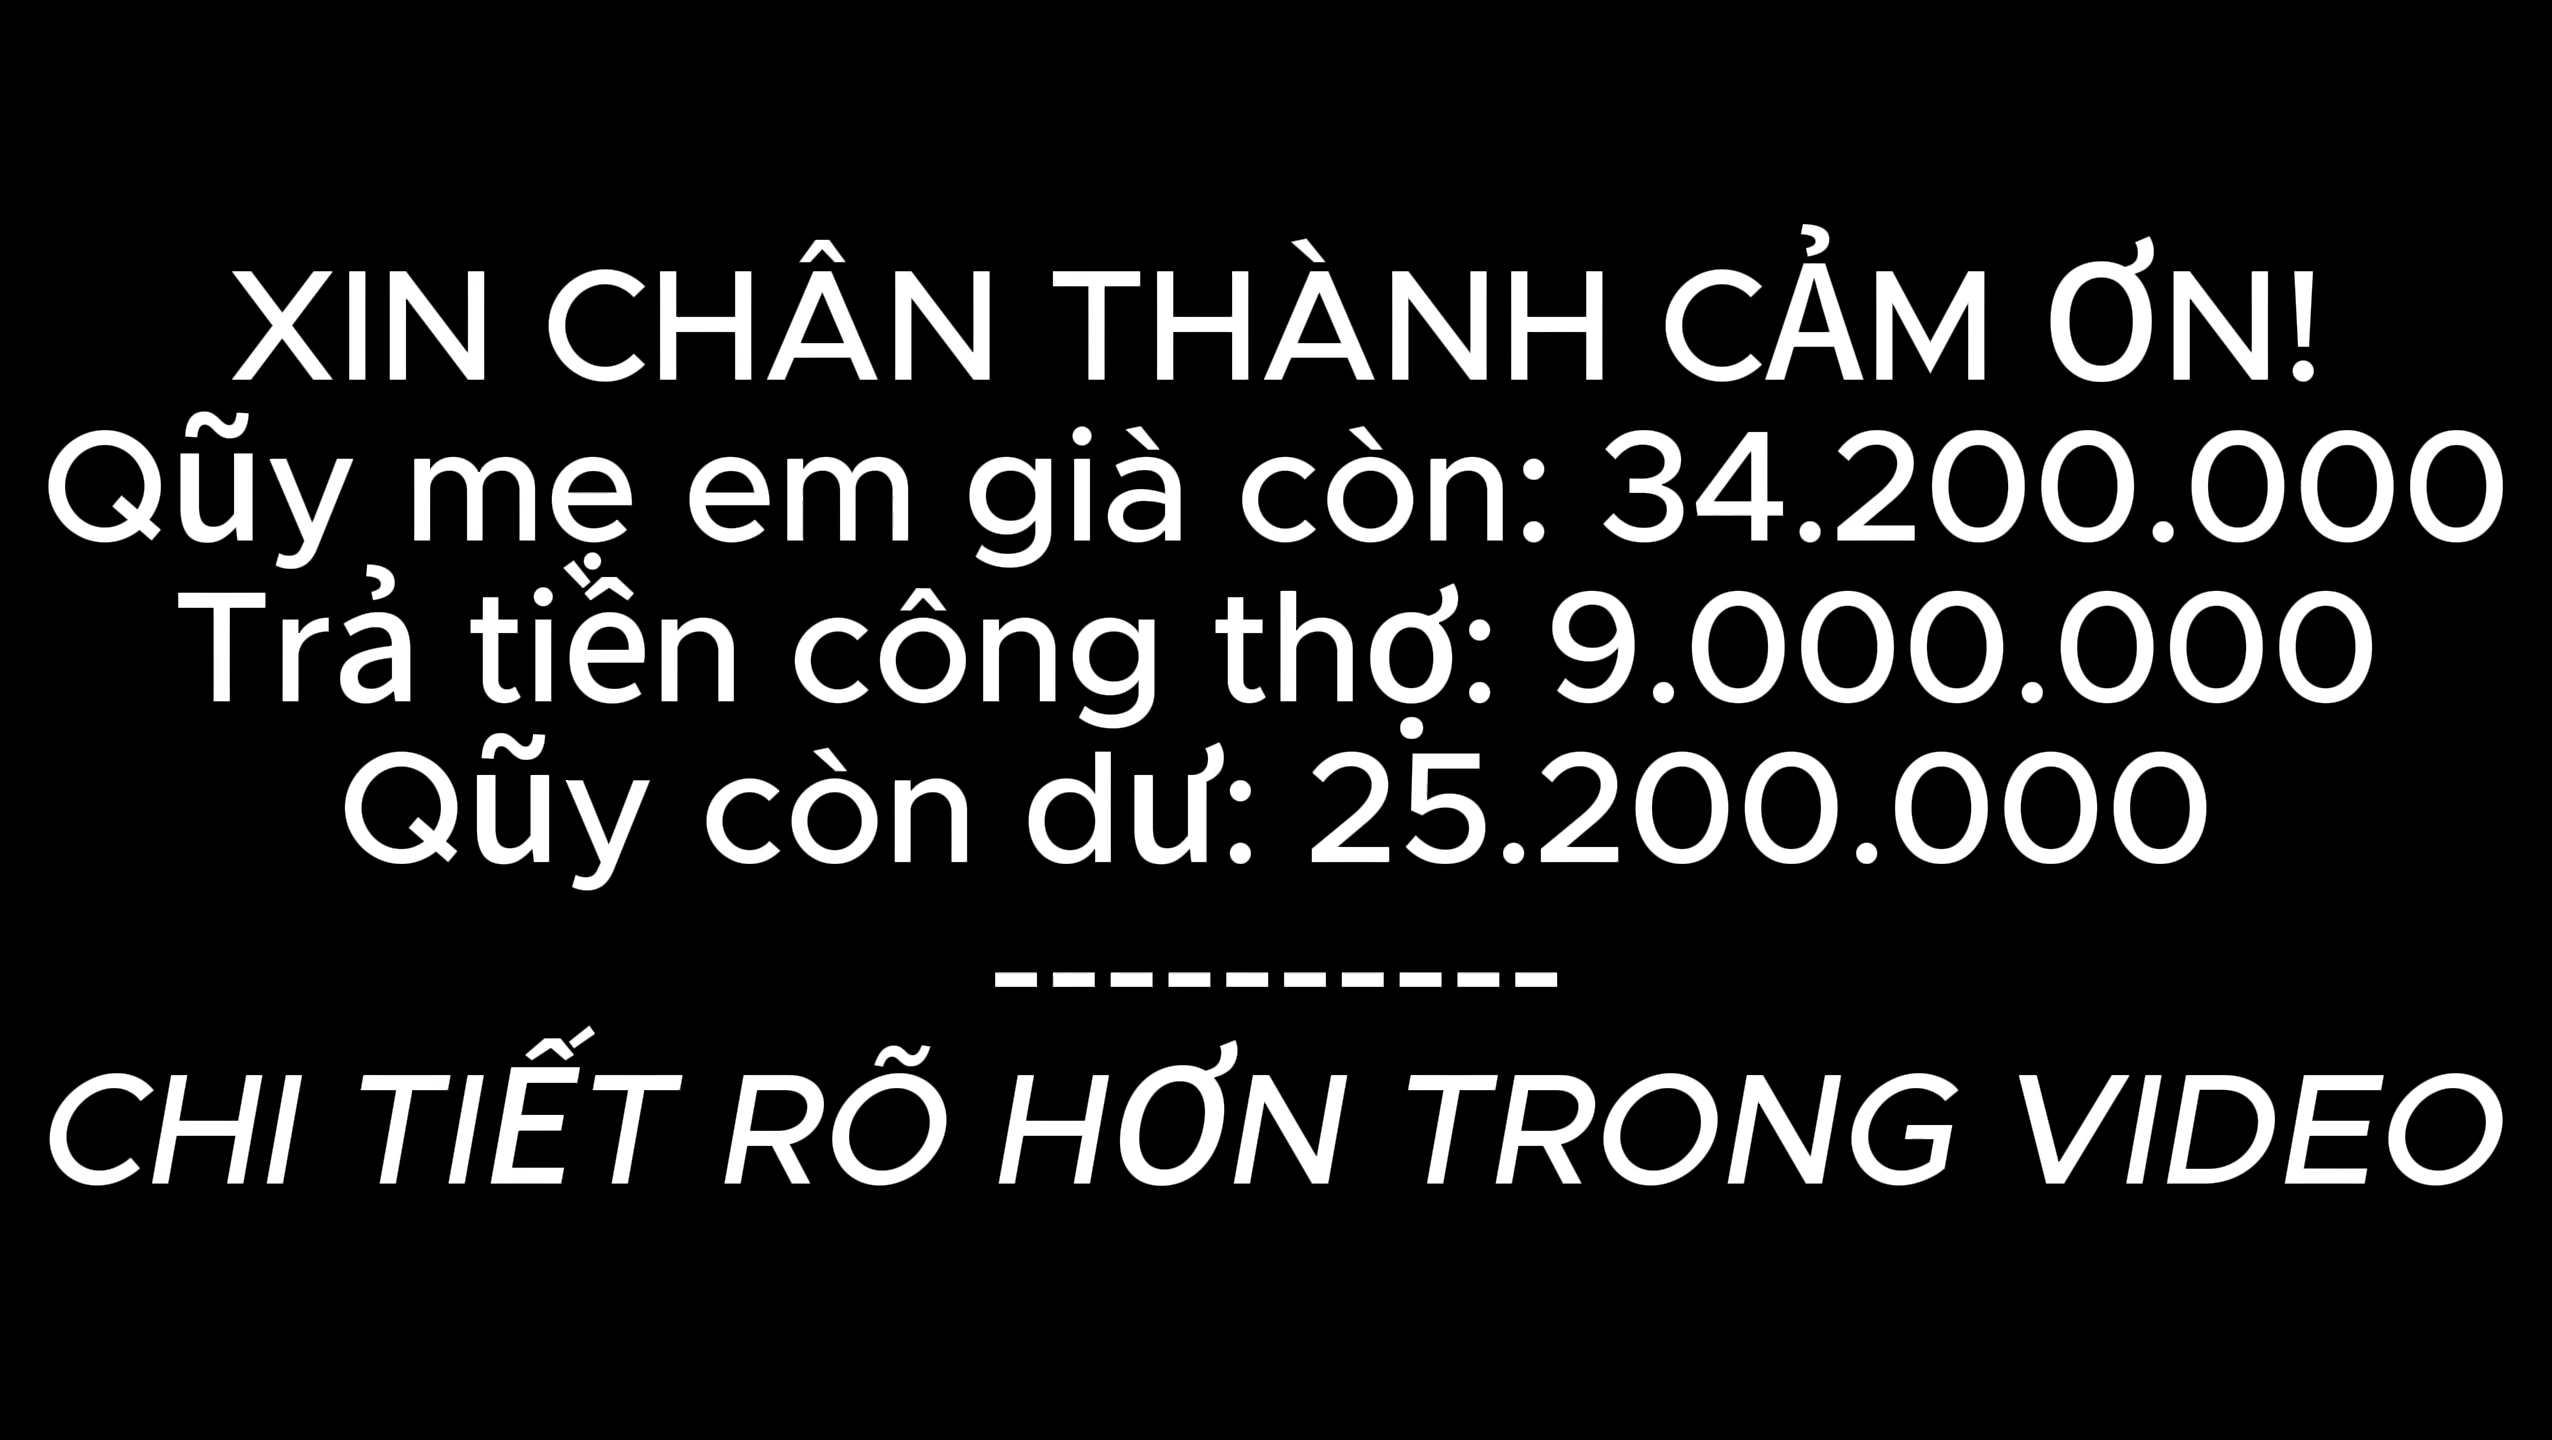 XIN CHÂN THÀNH CẢM ƠN!
Qũy mẹ em già còn: 34.200.000
Trả tiền công thợ: 9.000.000
Qũy còn dư: 25.200.000
----------
CHI TIẾT RÕ HƠN TRONG VIDEO